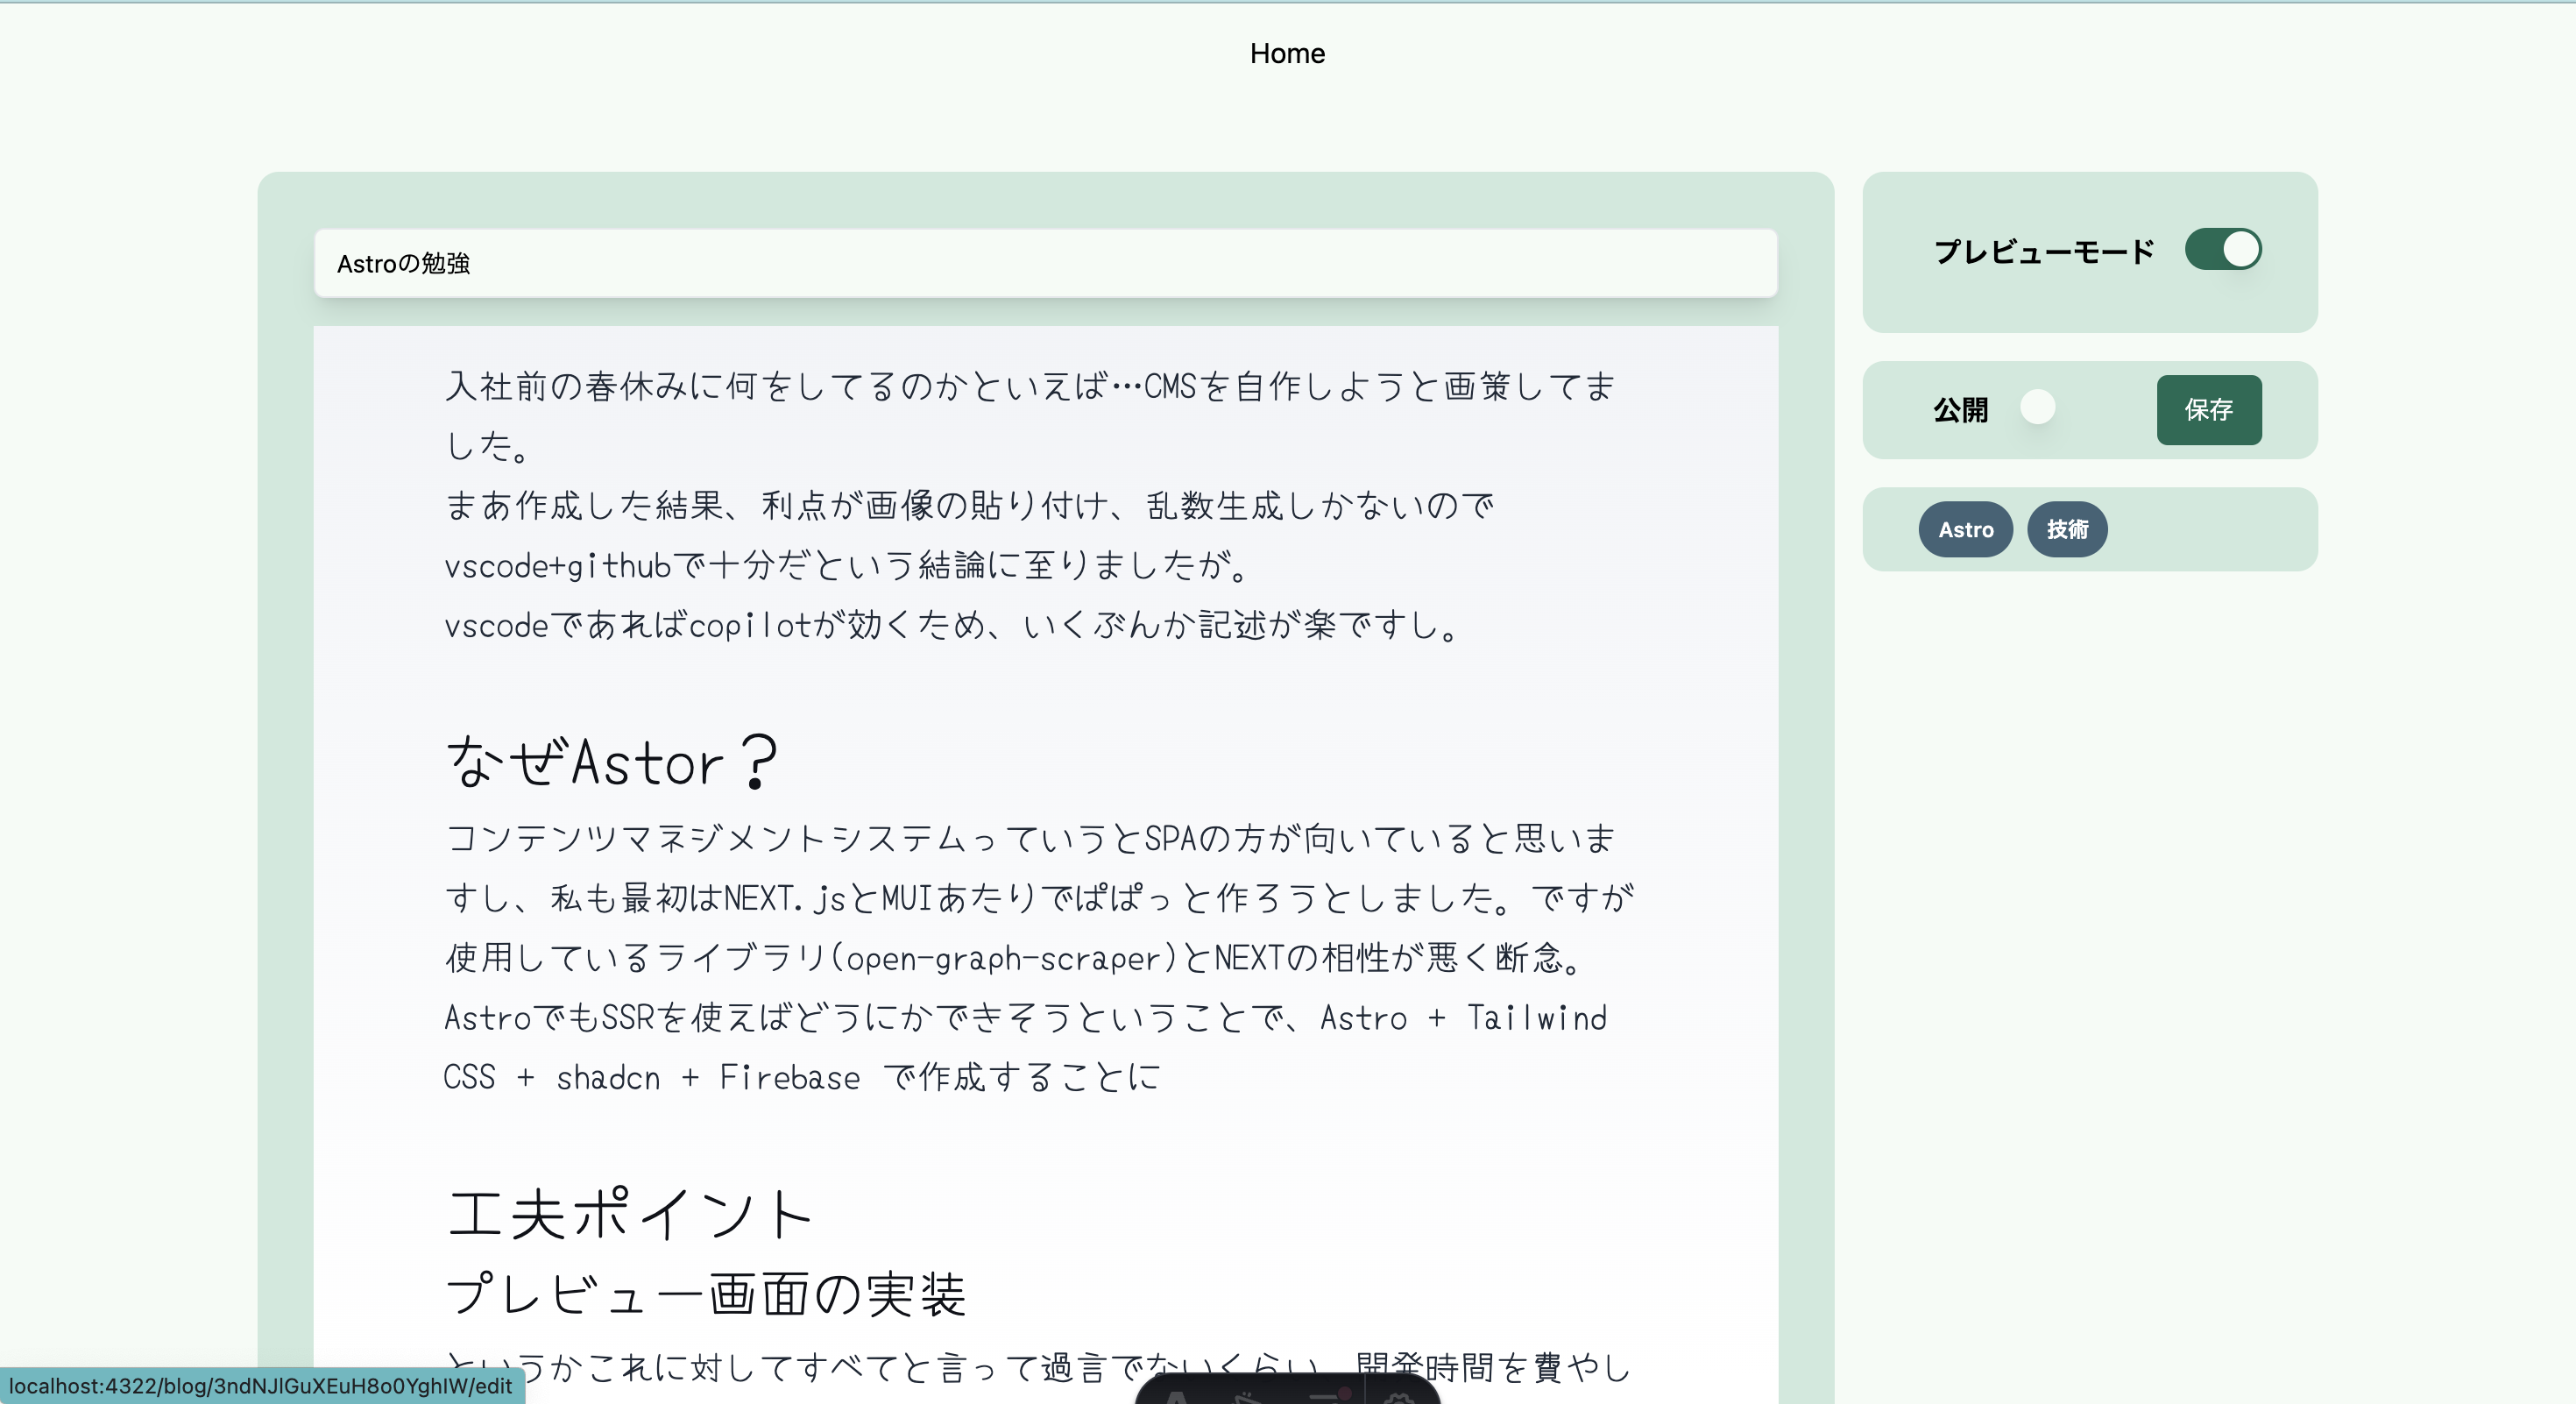 Home
Astroの勉強
入社前の春休みに何をしてるのかといえば…CMSを自作しようと画策してま
した。
まあ作成した結果、利点が画像の貼り付け、乱数生成しかないので
vscode+githubで十分だという結論に至りましたが。
vscodeであればcopilotが効くため、いくぶんか記述が楽ですし。
なぜAstor？
コンテンツマネジメントシステムっていうとSPAの方が向いていると思いま
すし、私も最初はNEXT.jsとMUIあたりでぱぱっと作ろうとしました。ですが
使用しているライブラリ(open-graph-scraper)とNEXTの相性が悪く断念。
AstroでもSSRを使えばどうにかできそうということで、Astro + Tailwind
CSS + shadcn + Firebase で作成することに
工夫ポイント
プレビュー画面の実装
というかこれに対してすべてと言って過言でないくらい、開発時間を費やし
プレビューモード
公開
保存
Astro
技術
localhost:4322/blog/3ndNJlGuXEuH8o0YghlW/edit